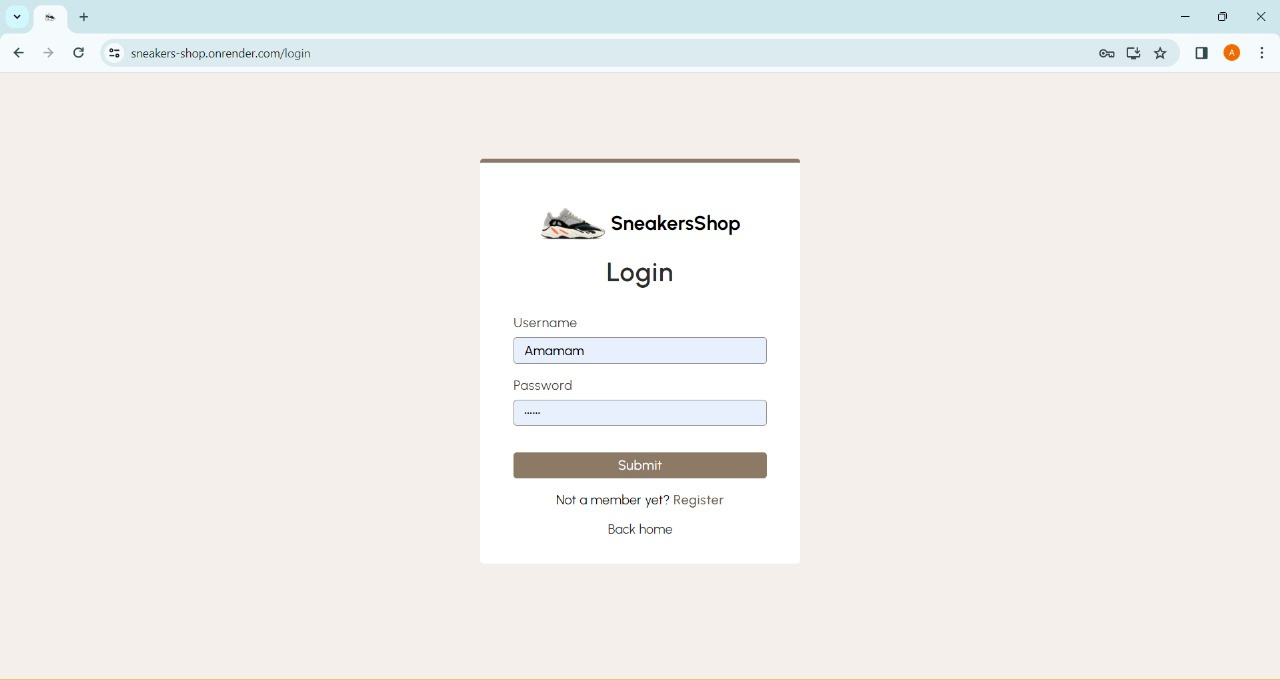 sneakers-shop.onrender.com/login
A
SneakersShop
Login
Username
Amamam
Password
······
Submit
Not a member yet? Register
Back home